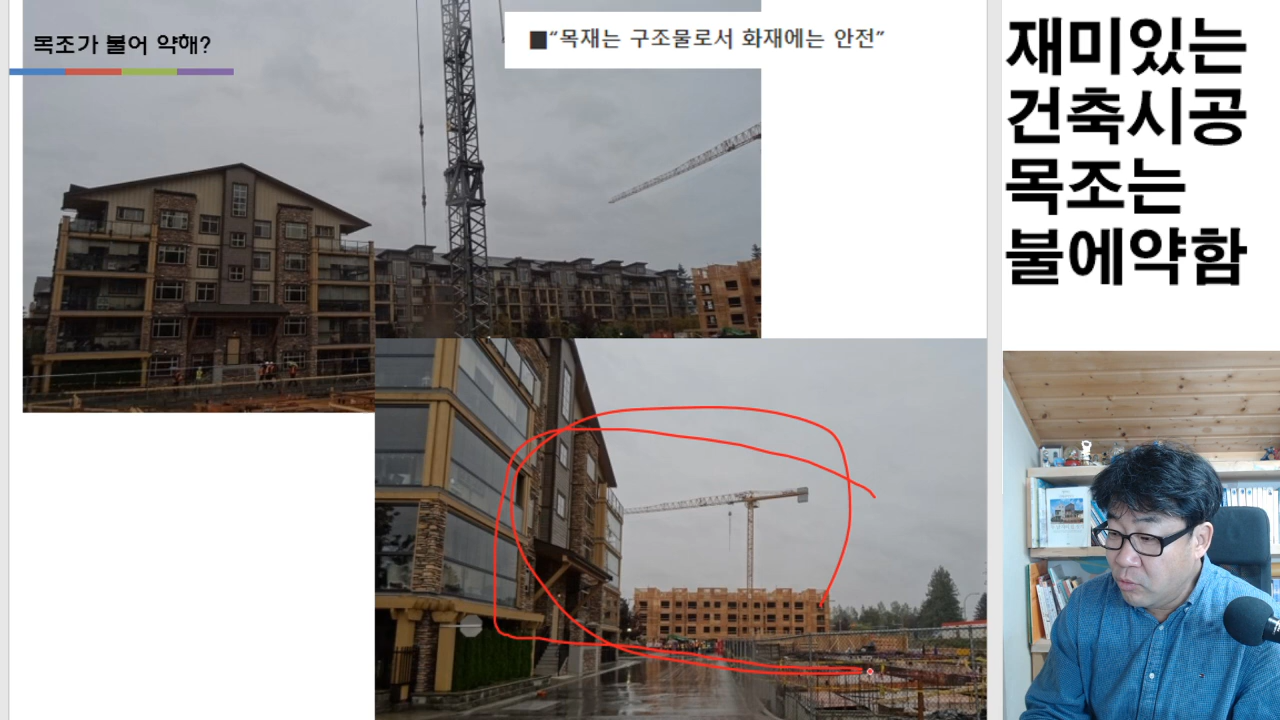 목조가 불어 약해?
■“목재는 구조물로서 화재에는 안전”
재미있는
건축시공
목조는
불에약함